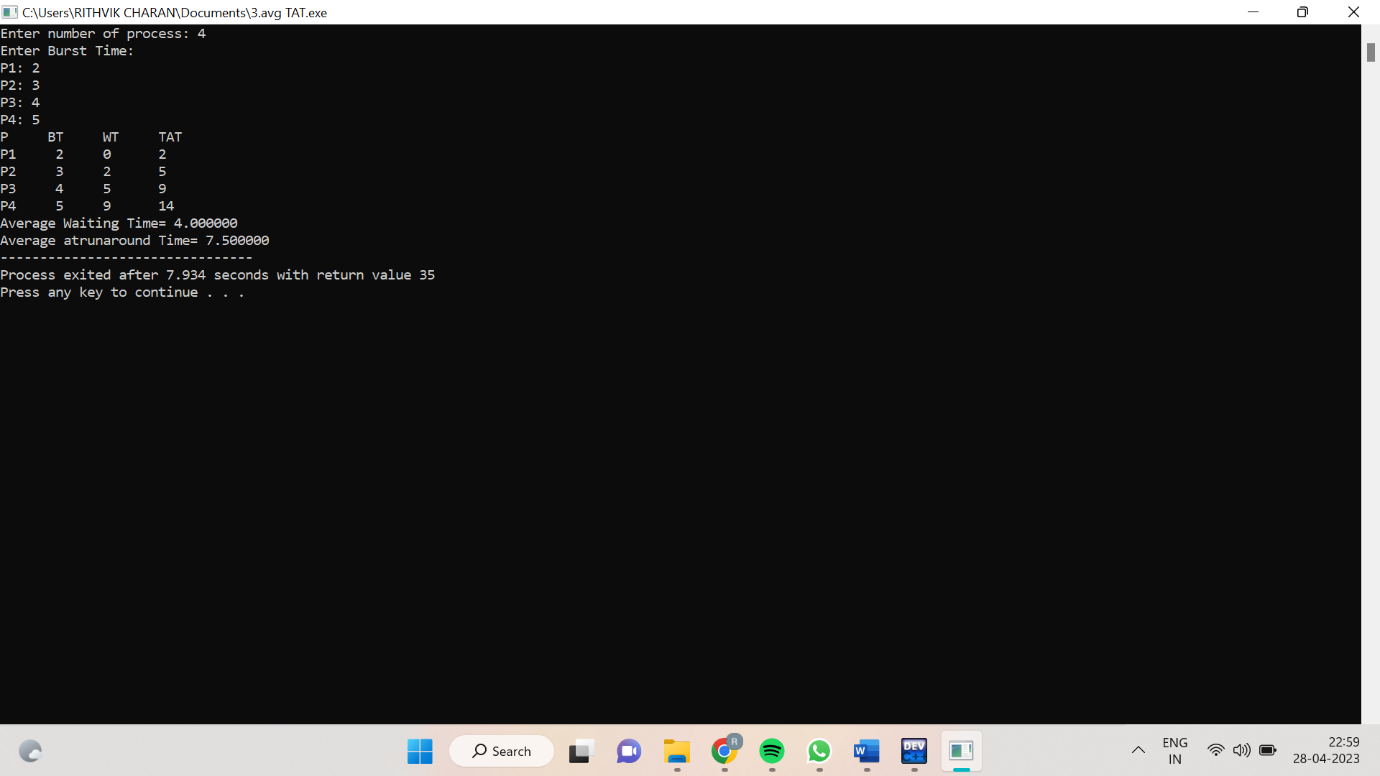 C:\Users\RITHVIK CHARAN\Documents\3.avg TAT.exe
Enter number of process: 4
Enter Burst Time:
P1: 2
P2: 3
P3: 4
P4: 5
P     BT     WT     TAT
P1     2     0      2
P2     3     2      5
P3     4     5      9
P4     5     9      14
Average Waiting Time= 4.000000
Average atrunaround Time= 7.500000
--------------------------------
Process exited after 7.934 seconds with return value 35
Press any key to continue . . .
Search
R
W
DEV
C++
ENG
IN
22:59
28-04-2023